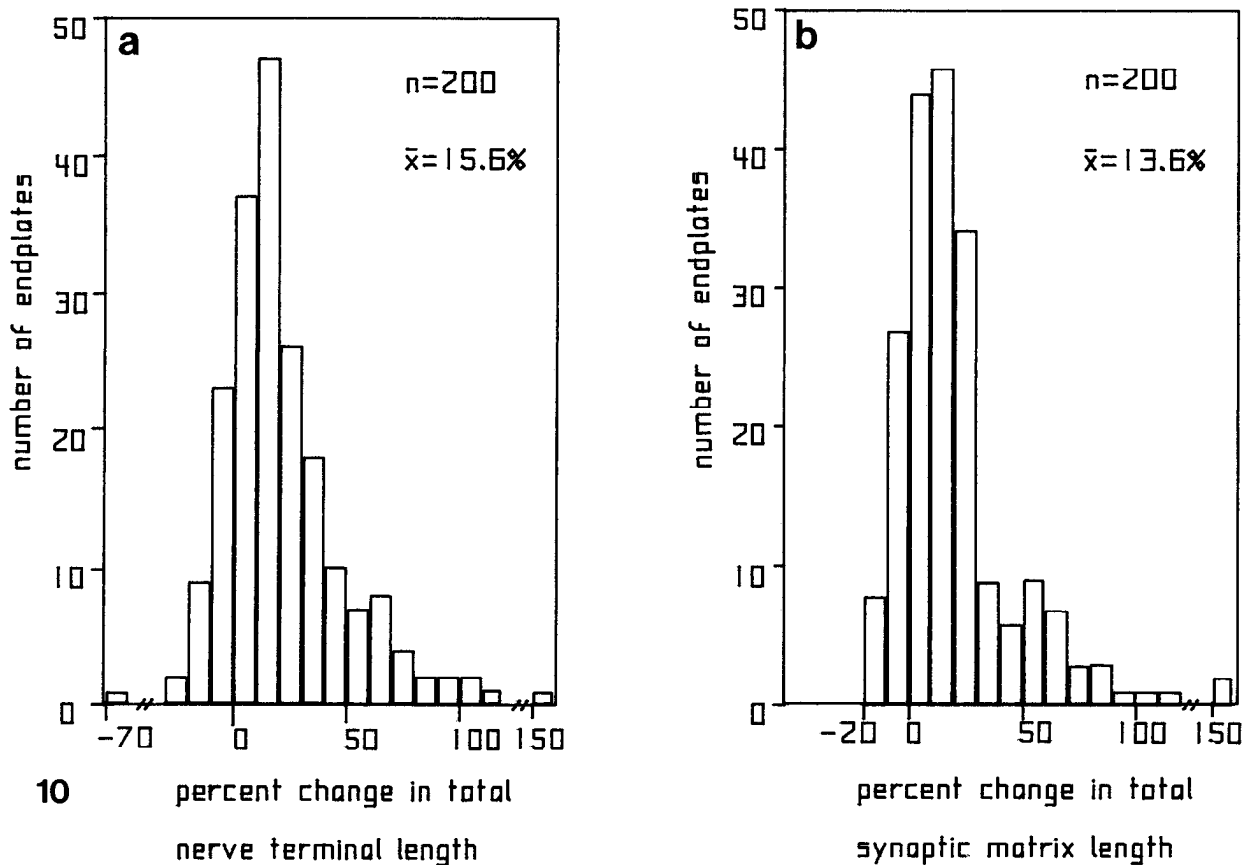 a
n=200
x̄=15.6%
number of endplates
50
40
30
20
10
0
-70 0 50 100 150
percent change in total
nerve terminal length
b
n=200
x̄=13.6%
number of endplates
50
40
30
20
10
0
-20 0 50 100 150
percent change in total
synaptic matrix length
10